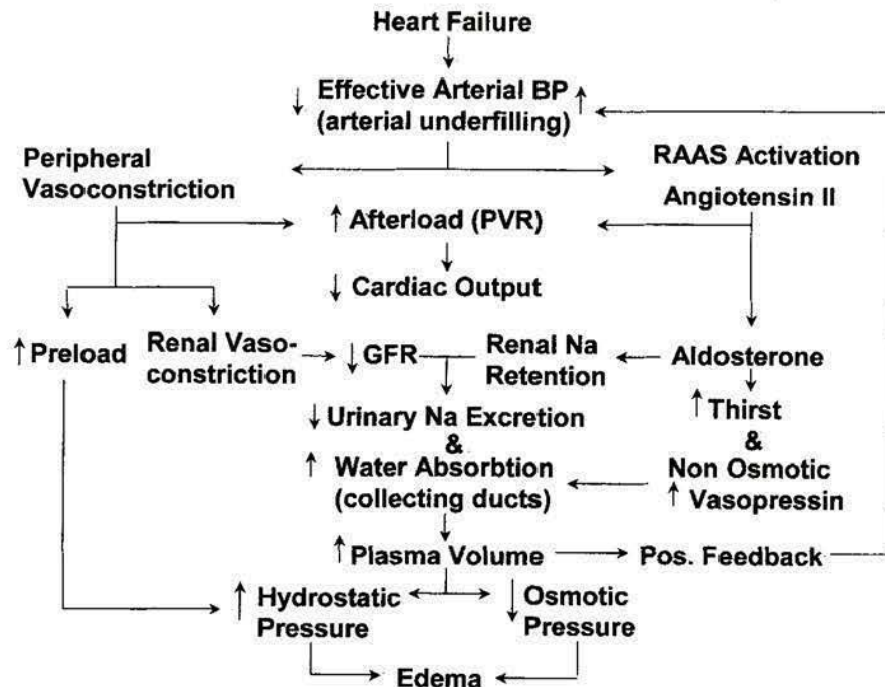 Heart Failure
↓ Effective Arterial BP ↑
(arterial underfilling)
Peripheral
Vasoconstriction
RAAS Activation
Angiotensin II
↑ Afterload (PVR)
↓ Cardiac Output
↑ Preload
Renal Vaso-
constriction
↓ GFR
Renal Na
Retention
Aldosterone
↓ Urinary Na Excretion
&
↑ Water Absorbtion
(collecting ducts)
↑ Thirst
&
Non Osmotic
↑ Vasopressin
↑ Plasma Volume
Pos. Feedback
↑ Hydrostatic
Pressure
↓ Osmotic
Pressure
Edema